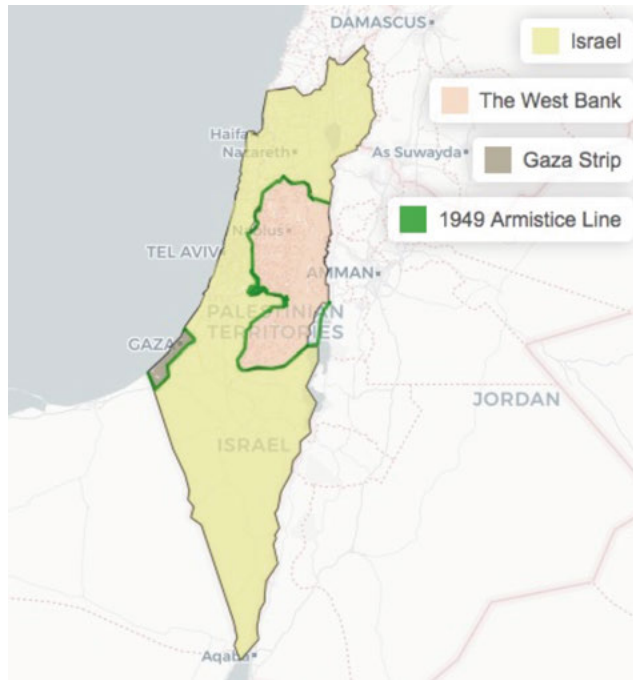 DAMASCUS
Israel
The West Bank
Haifa
Nazareth
As Suwayda
Gaza Strip
1949 Armistice Line
Nablus
TEL AVIV
AMMAN
PALESTINIAN
TERRITORIES
GAZA
JORDAN
ISRAEL
Aqaba